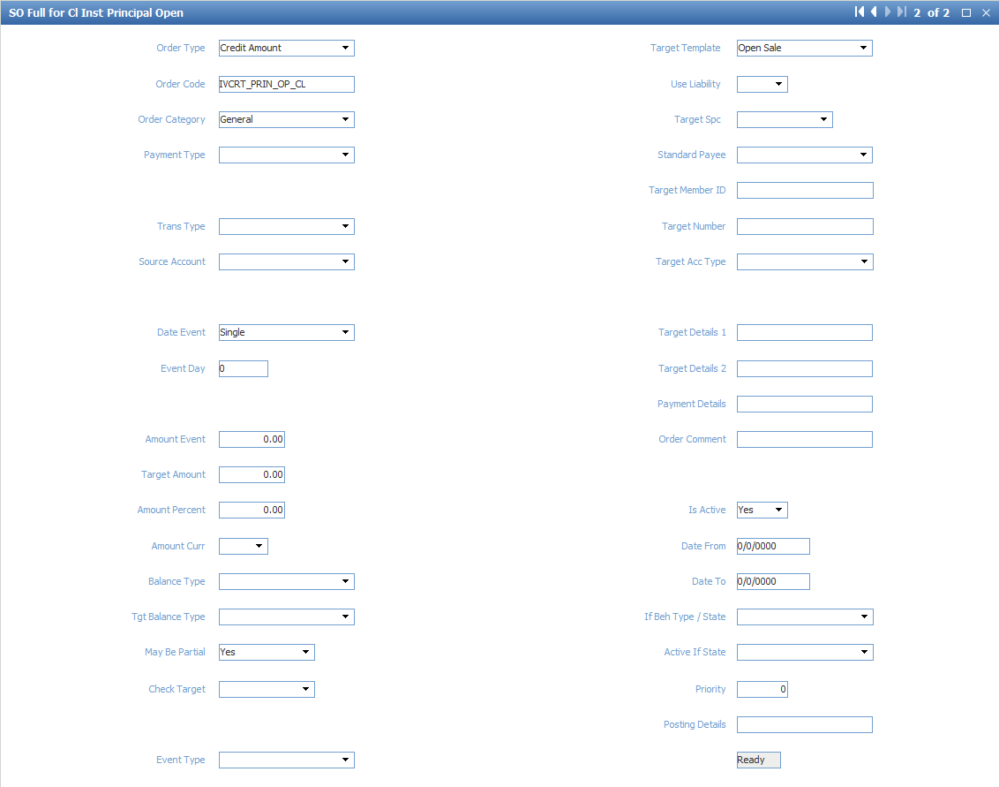 SO Full for Cl Inst Principal Open 2 of 2
Order Type Credit Amount Target Template Open Sale
Order Code IVCRT_PRIN_OP_CL Use Liability
Order Category General Target Spc
Payment Type Standard Payee
Target Member ID
Trans Type Target Number
Source Account Target Acc Type
Date Event Single Target Details 1
Event Day 0 Target Details 2
Payment Details
Amount Event 0.00 Order Comment
Target Amount 0.00
Amount Percent 0.00 Is Active Yes
Amount Curr Date From 0/0/0000
Balance Type Date To 0/0/0000
Tgt Balance Type If Beh Type / State
May Be Partial Yes Active If State
Check Target Priority 0
Posting Details
Event Type Ready